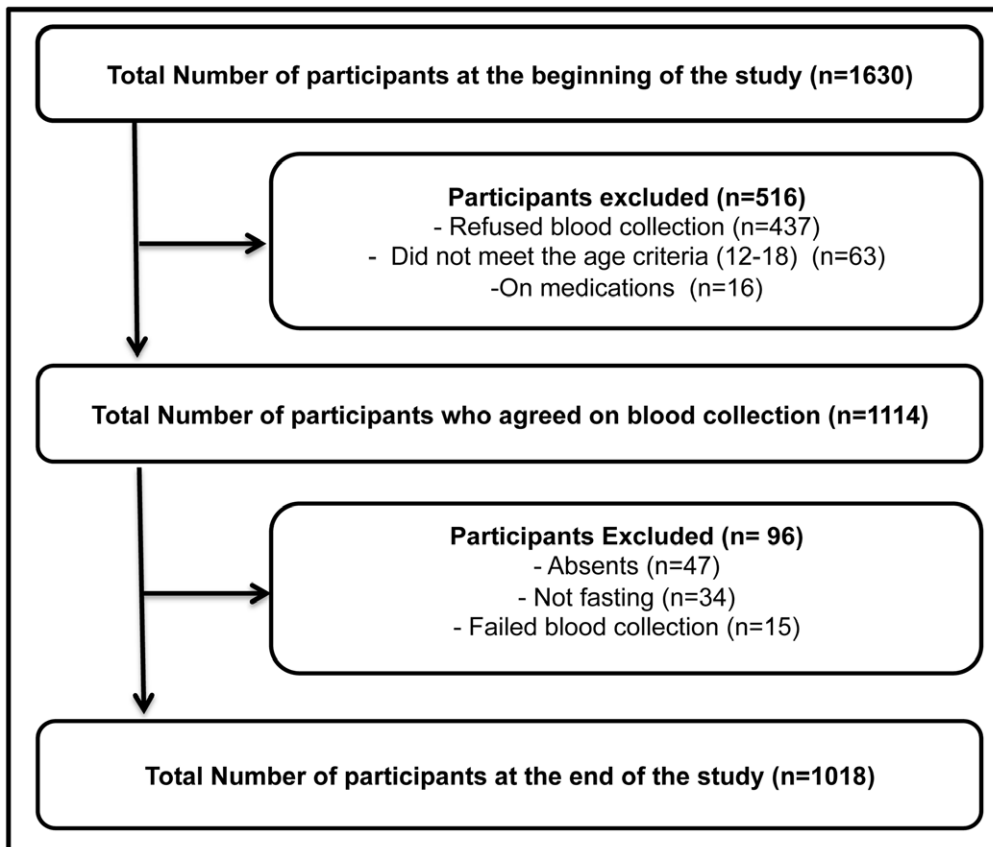 Total Number of participants at the beginning of the study (n=1630)
Participants excluded (n=516)
- Refused blood collection (n=437)
- Did not meet the age criteria (12-18) (n=63)
-On medications (n=16)
Total Number of participants who agreed on blood collection (n=1114)
Participants Excluded (n= 96)
- Absents (n=47)
- Not fasting (n=34)
- Failed blood collection (n=15)
Total Number of participants at the end of the study (n=1018)